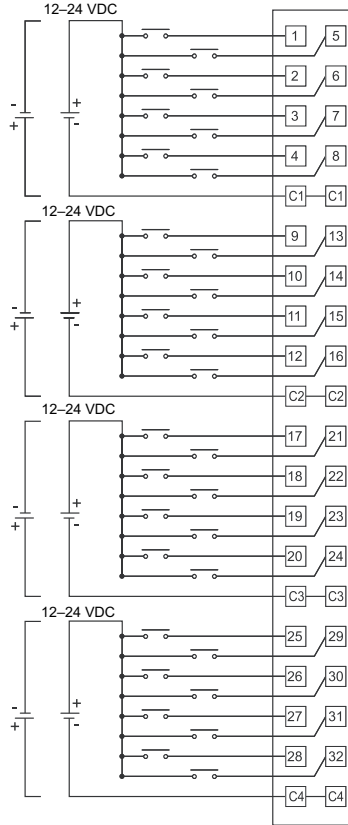 12–24 VDC
- + + -
1 5
2 6
3 7
4 8
C1 C1
12–24 VDC
- + + -
9 13
10 14
11 15
12 16
C2 C2
12–24 VDC
- + + -
17 21
18 22
19 23
20 24
C3 C3
12–24 VDC
- + + -
25 29
26 30
27 31
28 32
C4 C4